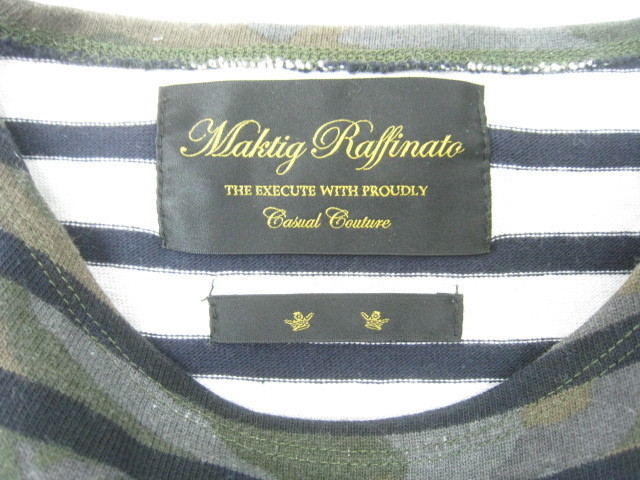 Maktig Raffinato
THE EXECUTE WITH PROUDLY
Casual Couture